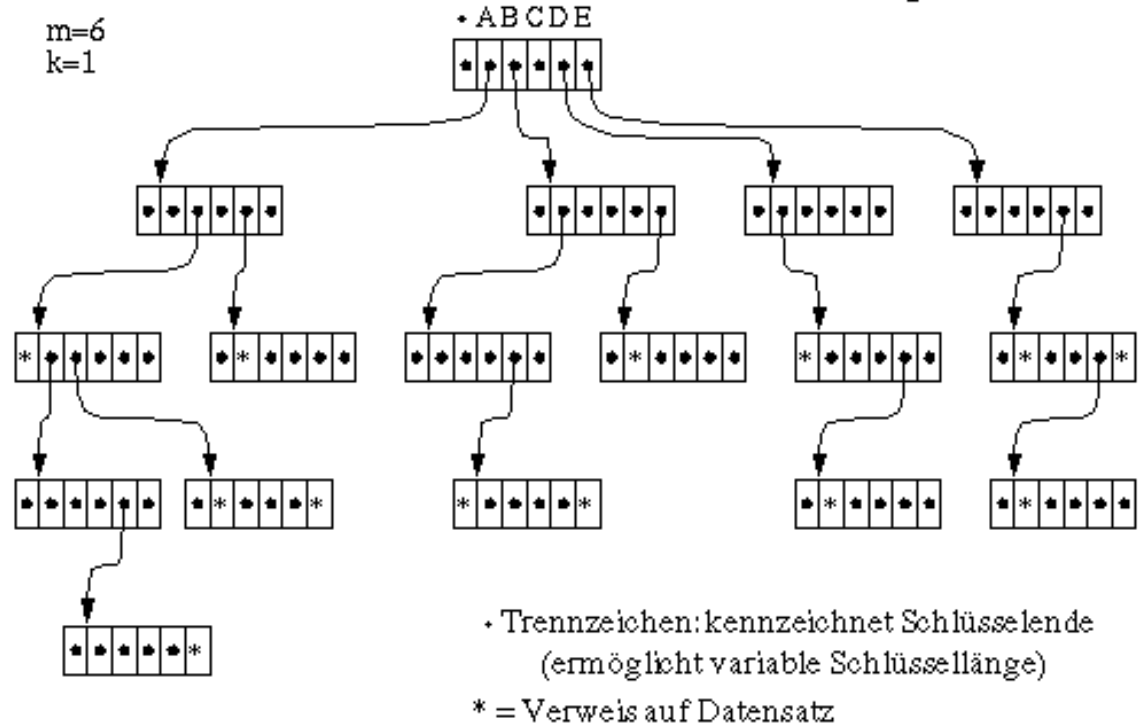 m=6
k=1
• A B C D E
* 
* 
* 
* *
* *
* *
*
*
*
*
• Trennzeichen: kennzeichnet Schlüsselende
(ermöglicht variable Schlüssellänge)
* = Verweis auf Datensatz